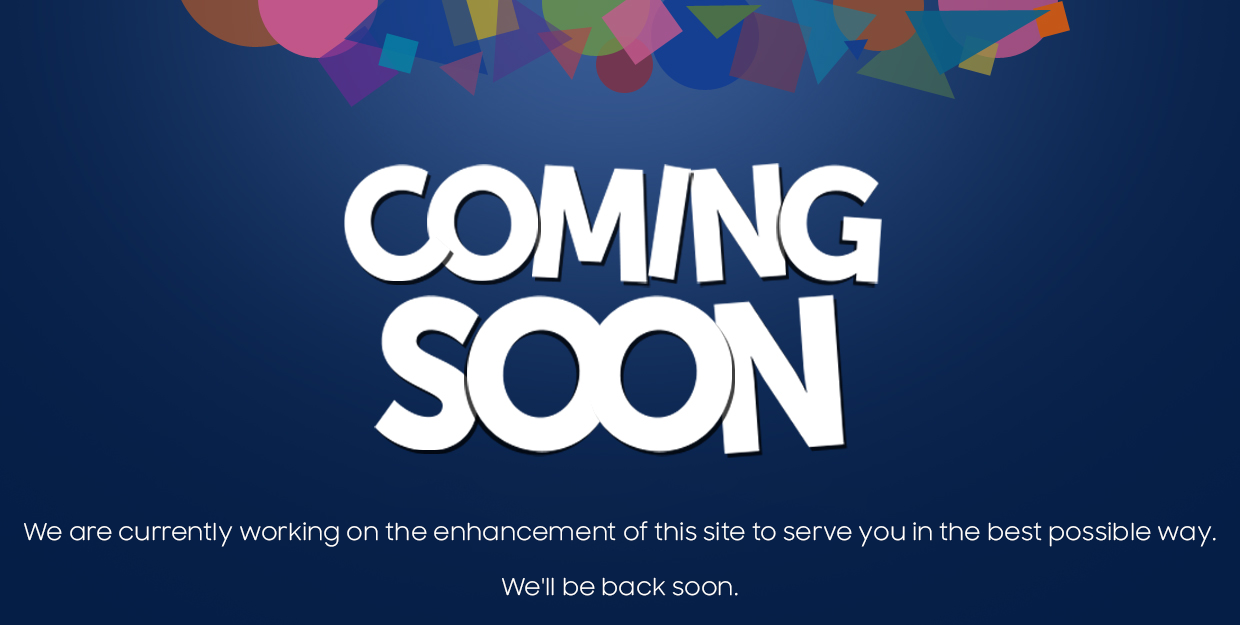 COMING
SOON
We are currently working on the enhancement of this site to serve you in the best possible way.
We'll be back soon.